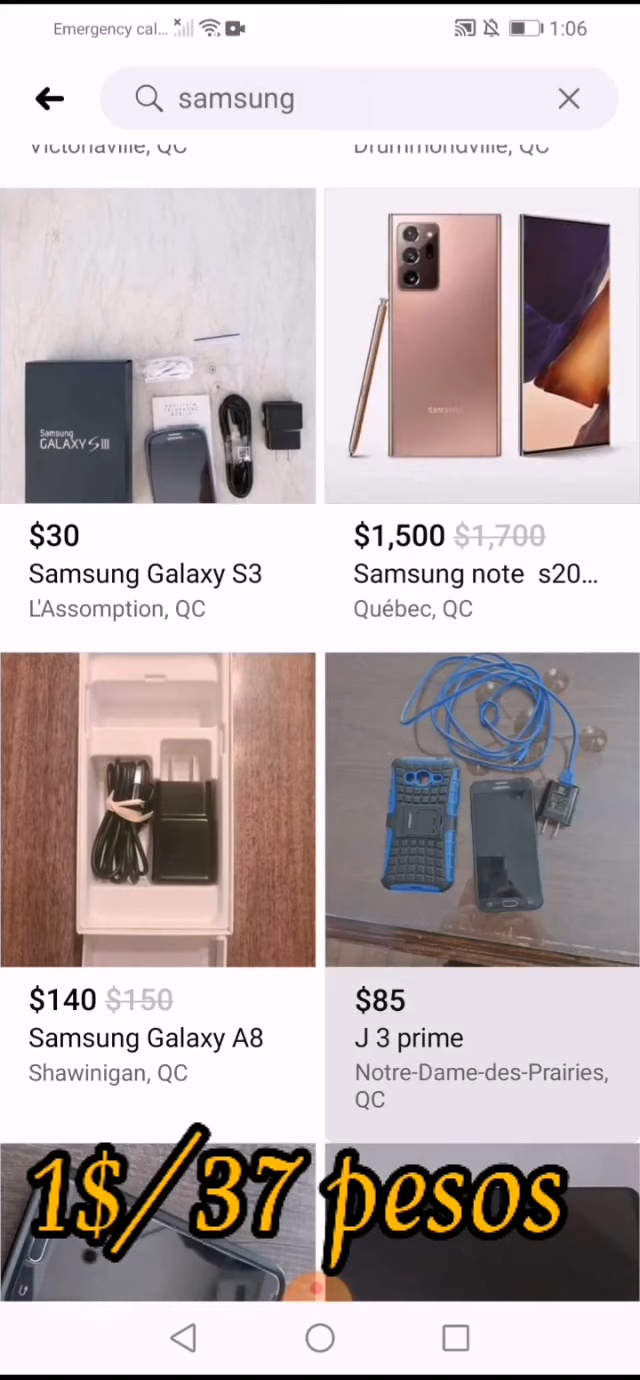 Emergency cal... 1:06
samsung
Victoriaville, QC Drummondville, QC
Samsung
GALAXY S III
SAMSUNG
$30
Samsung Galaxy S3
L'Assomption, QC
$1,500 $1,700
Samsung note s20...
Québec, QC
$140 $150
Samsung Galaxy A8
Shawinigan, QC
$85
J 3 prime
Notre-Dame-des-Prairies,
QC
1$/37 pesos